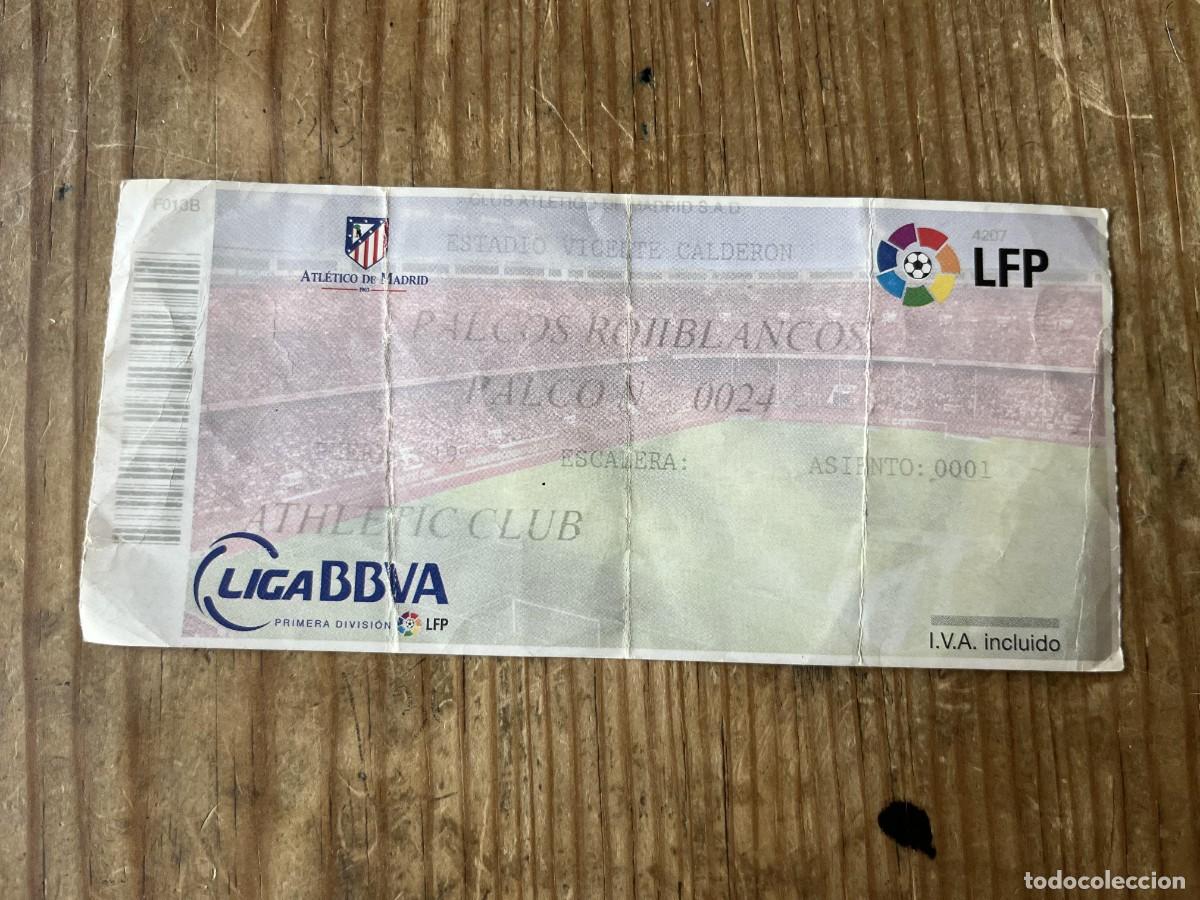 F013B
CLUB ATLETICO DE MADRID S.A.D
ESTADIO VICENTE CALDERON
4207
ATLÉTICO DE MADRID
1903
LFP
PALCOS ROJIBLANCOS
PALCO N 0024
ESCALERA: ASIENTO: 0001
ATHLETIC CLUB
LIGA BBVA
PRIMERA DIVISIÓN LFP
I.V.A. incluido
todocoleccion